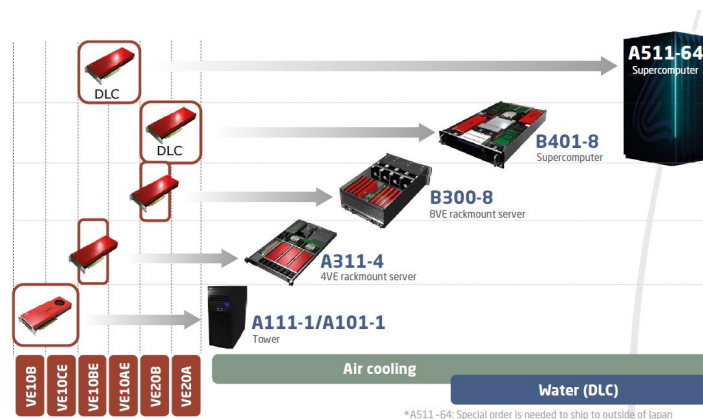 A511-64
Supercomputer
DLC
DLC
B401-8
Supercomputer
B300-8
8VE rackmount server
A311-4
4VE rackmount server
A111-1/A101-1
Tower
VE10B
VE10CE
VE10BE
VE10AE
VE20B
VE20A
Air cooling
Water (DLC)
*A511-64: Special order is needed to ship to outside of Japan